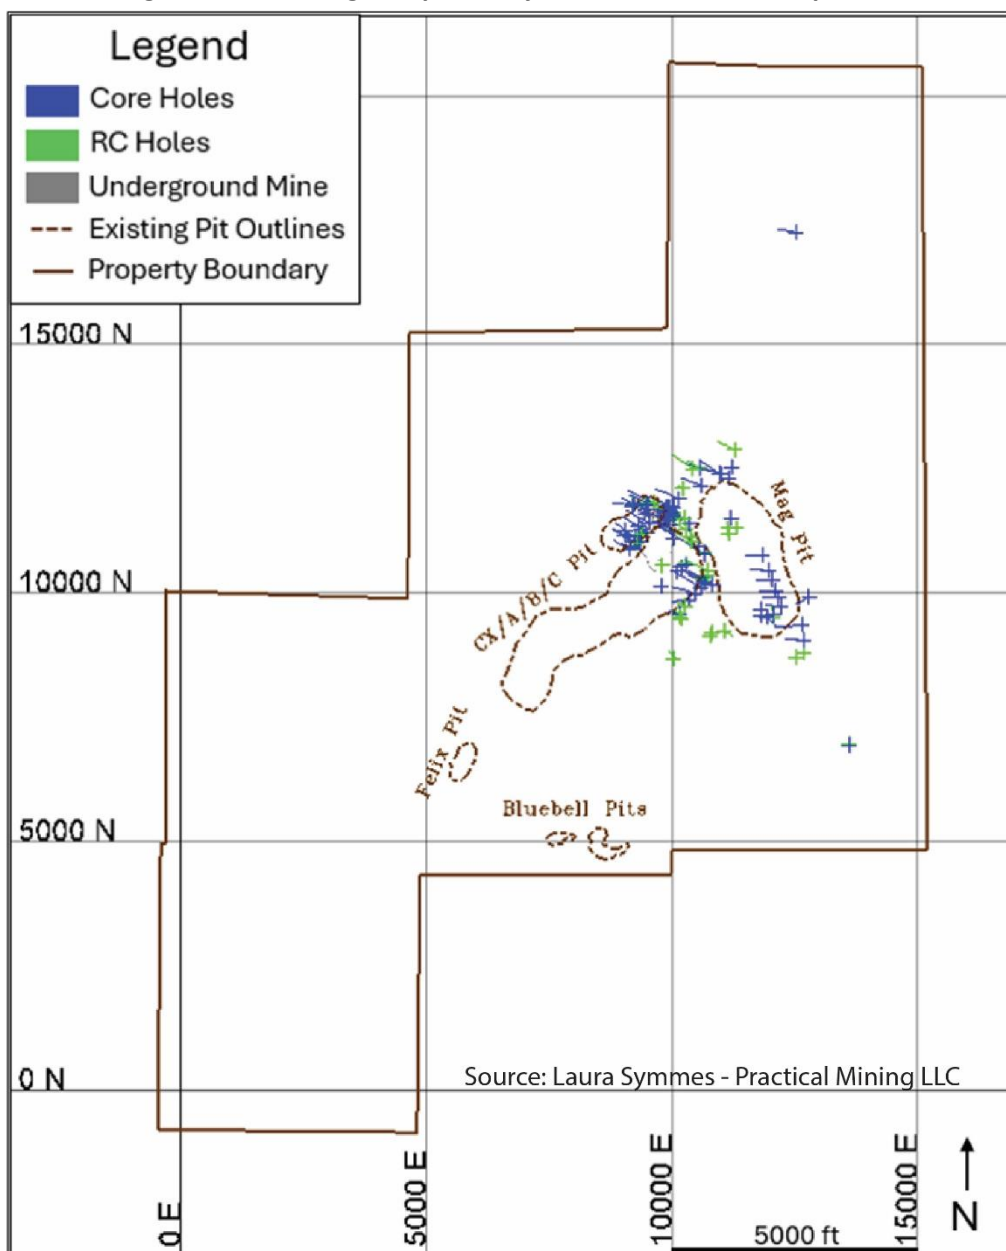 Legend
Core Holes
RC Holes
Underground Mine
Existing Pit Outlines
Property Boundary
15000 N
Mag Pit
10000 N
CX/A/B/C Pit
Felix Pit
Bluebell Pits
5000 N
0 N
Source: Laura Symmes - Practical Mining LLC
0 E
5000 E
10000 E
15000 E
5000 ft
N